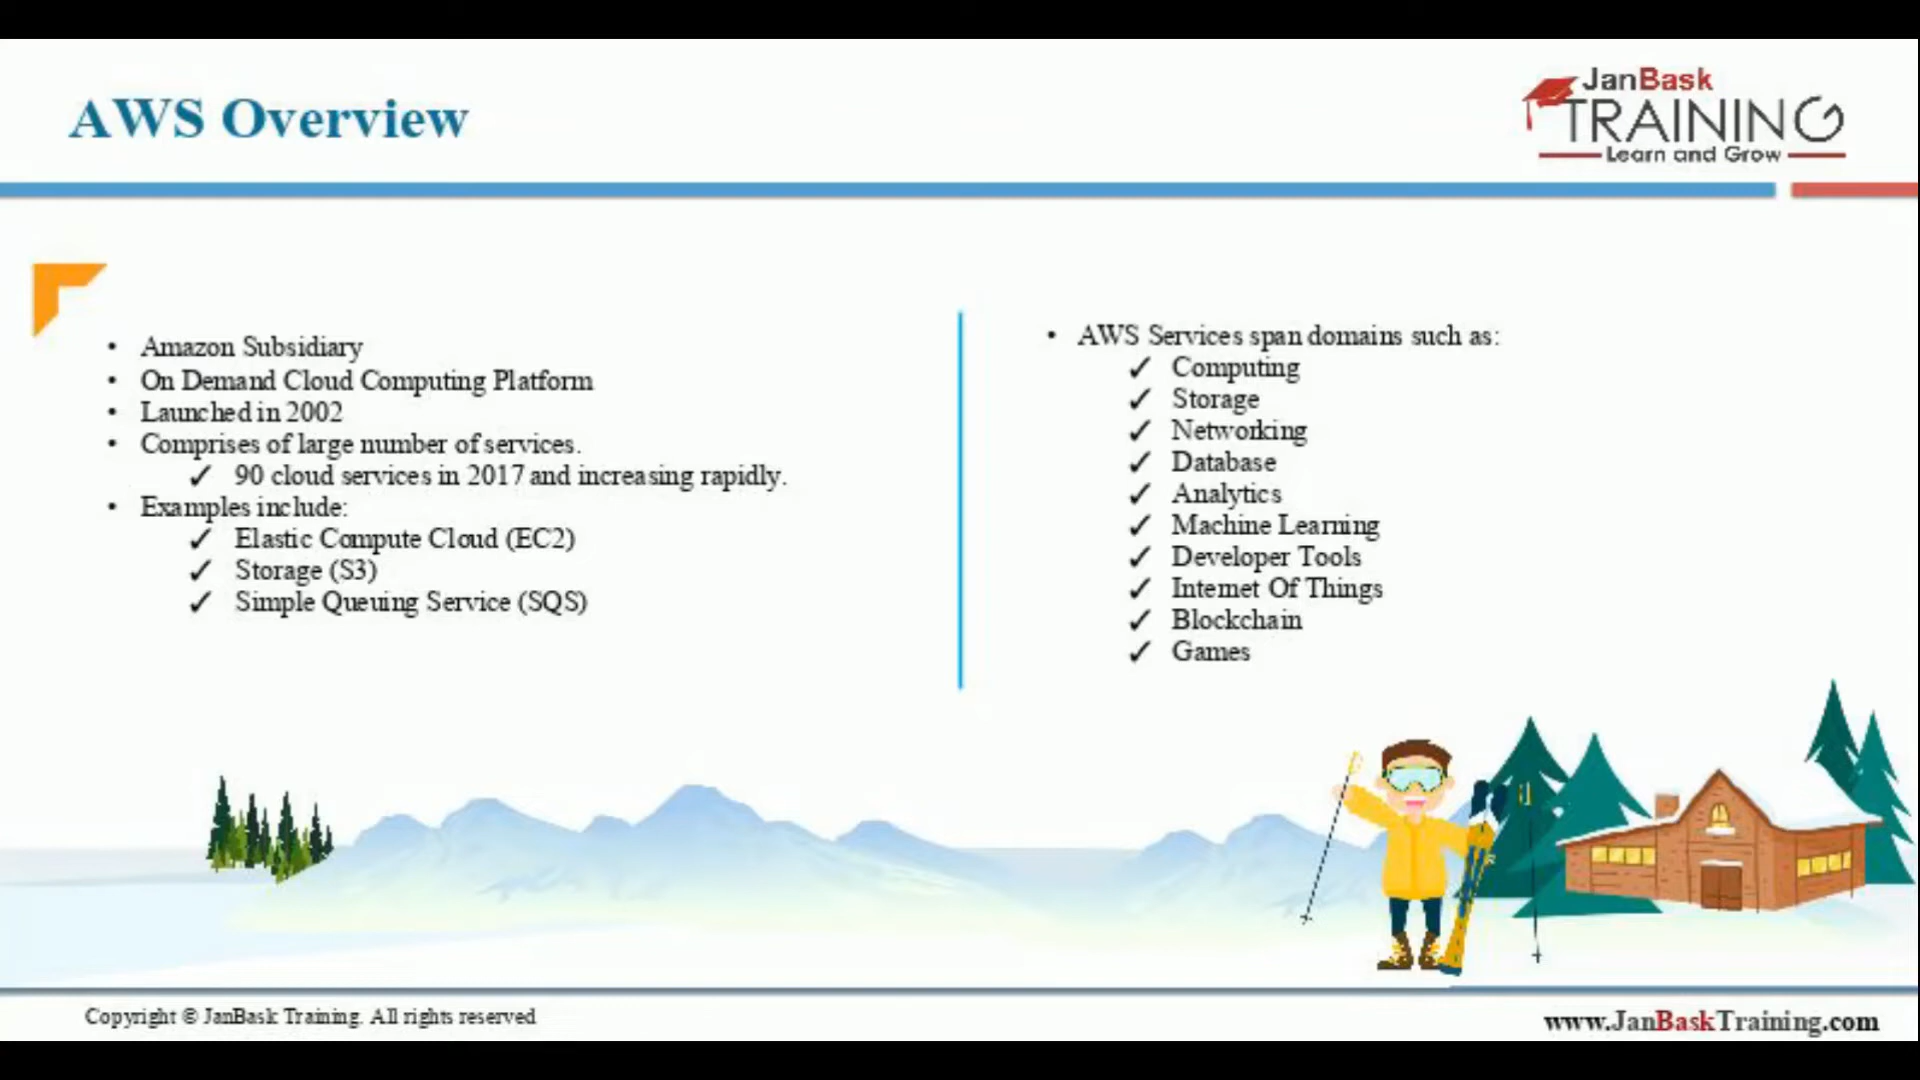 AWS Overview
JanBask
TRAINING
Learn and Grow
• Amazon Subsidiary
• On Demand Cloud Computing Platform
• Launched in 2002
• Comprises of large number of services.
✓ 90 cloud services in 2017 and increasing rapidly.
• Examples include:
✓ Elastic Compute Cloud (EC2)
✓ Storage (S3)
✓ Simple Queuing Service (SQS)
• AWS Services span domains such as:
✓ Computing
✓ Storage
✓ Networking
✓ Database
✓ Analytics
✓ Machine Learning
✓ Developer Tools
✓ Internet Of Things
✓ Blockchain
✓ Games
Copyright © JanBask Training. All rights reserved
www.JanBaskTraining.com